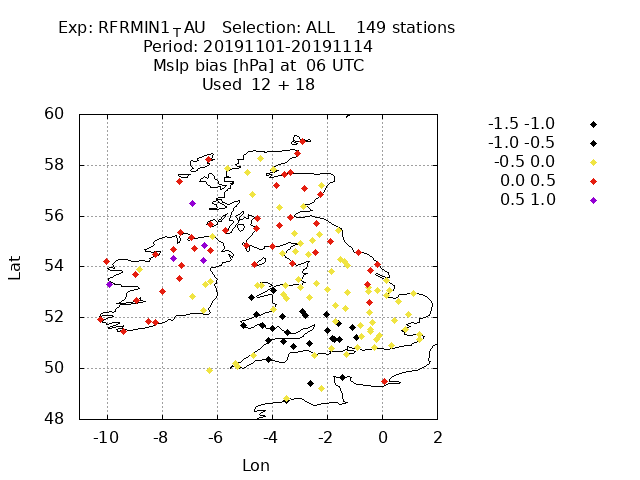 Exp: RFRMIN1_TAU   Selection: ALL    149 stations
Period: 20191101-20191114
Mslp bias [hPa] at  06 UTC
Used  12 + 18
-1.5 -1.0
-1.0 -0.5
-0.5 0.0
0.0 0.5
0.5 1.0
60
58
56
54
52
50
48
Lat
-10 -8 -6 -4 -2 0 2
Lon